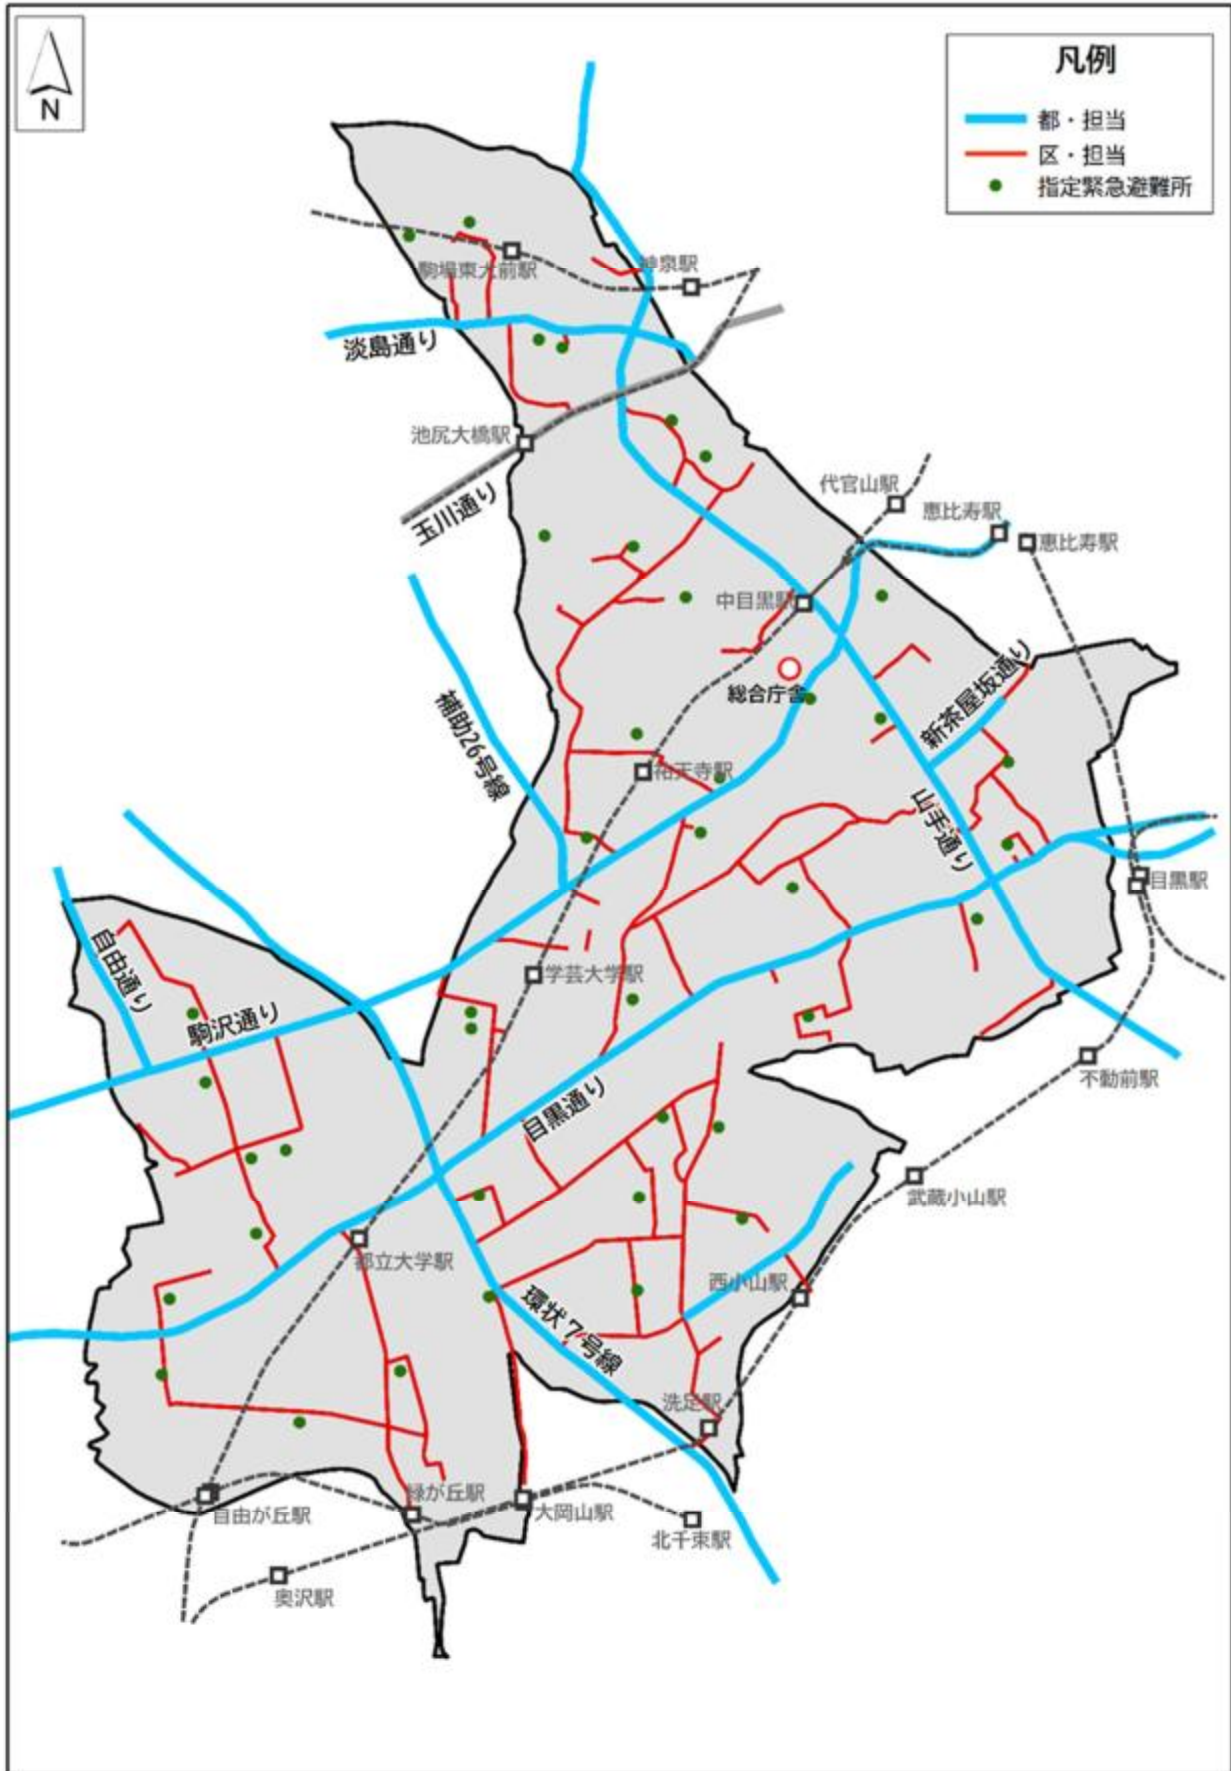 N
凡例
都・担当
区・担当
指定緊急避難所
神泉駅
駒場東大前駅
淡島通り
池尻大橋駅
玉川通り
代官山駅
恵比寿駅
恵比寿駅
中目黒駅
総合庁舎
新茶屋坂通り
補助26号線
祐天寺駅
山手通り
目黒駅
自由通り
学芸大学駅
駒沢通り
不動前駅
目黒通り
武蔵小山駅
都立大学駅
西小山駅
環状7号線
洗足駅
緑が丘駅
自由が丘駅
大岡山駅
北千束駅
奥沢駅